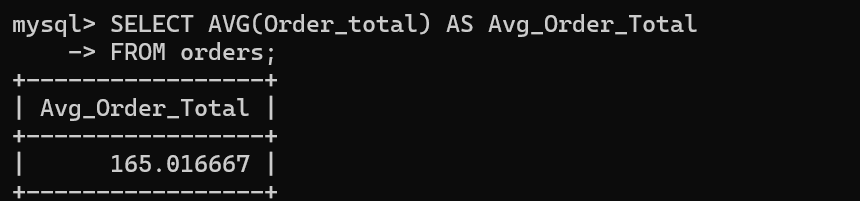 mysql> SELECT AVG(Order_total) AS Avg_Order_Total
    -> FROM orders;
+-----------------+
| Avg_Order_Total |
+-----------------+
|      165.016667 |
+-----------------+